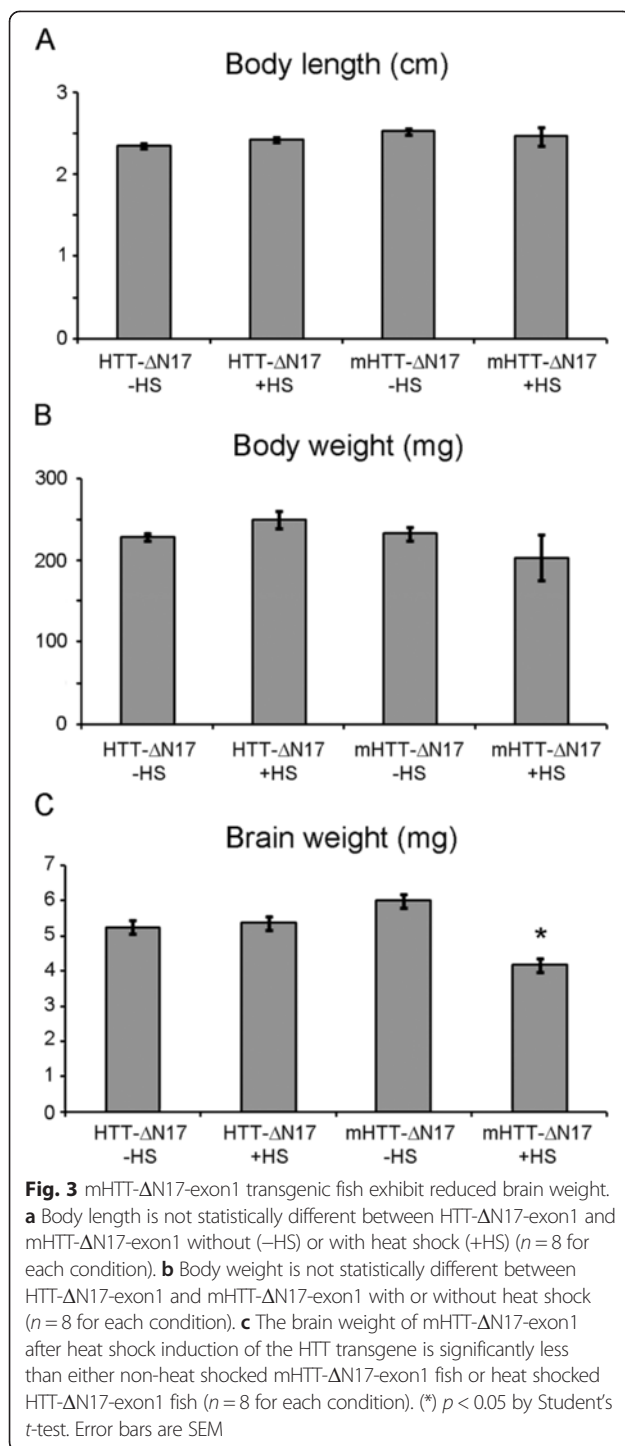 A
Body length (cm)
3
2
1
0
HTT-ΔN17 HTT-ΔN17 mHTT-ΔN17 mHTT-ΔN17
-HS +HS -HS +HS
B
Body weight (mg)
300
200
100
0
HTT-ΔN17 HTT-ΔN17 mHTT-ΔN17 mHTT-ΔN17
-HS +HS -HS +HS
C
Brain weight (mg)
7
6
5
*
4
3
2
1
0
HTT-ΔN17 HTT-ΔN17 mHTT-ΔN17 mHTT-ΔN17
-HS +HS -HS +HS
Fig. 3 mHTT-ΔN17-exon1 transgenic fish exhibit reduced brain weight.
a Body length is not statistically different between HTT-ΔN17-exon1 and
mHTT-ΔN17-exon1 without (−HS) or with heat shock (+HS) (n = 8 for
each condition). b Body weight is not statistically different between
HTT-ΔN17-exon1 and mHTT-ΔN17-exon1 with or without heat shock
(n = 8 for each condition). c The brain weight of mHTT-ΔN17-exon1
after heat shock induction of the HTT transgene is significantly less
than either non-heat shocked mHTT-ΔN17-exon1 fish or heat shocked
HTT-ΔN17-exon1 fish (n = 8 for each condition). (*) p < 0.05 by Student's
t-test. Error bars are SEM